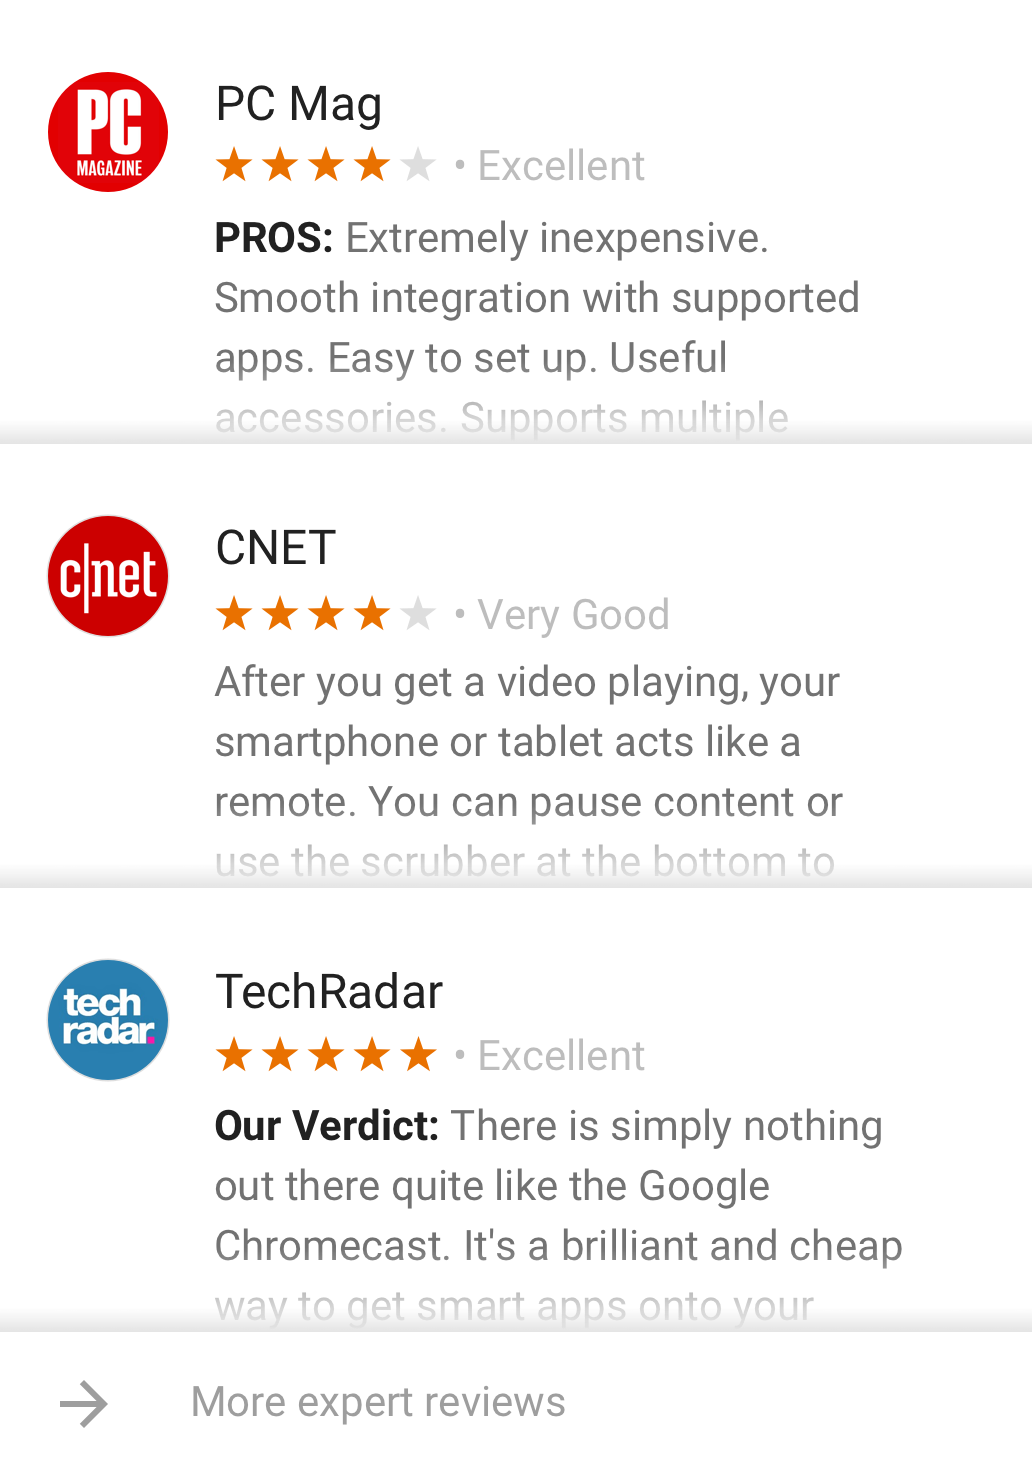 PC
MAGAZINE
PC Mag
• Excellent
PROS: Extremely inexpensive.
Smooth integration with supported
apps. Easy to set up. Useful
accessories. Supports multiple
c|net
CNET
• Very Good
After you get a video playing, your
smartphone or tablet acts like a
remote. You can pause content or
use the scrubber at the bottom to
tech
radar.
TechRadar
• Excellent
Our Verdict: There is simply nothing
out there quite like the Google
Chromecast. It's a brilliant and cheap
way to get smart apps onto your
More expert reviews